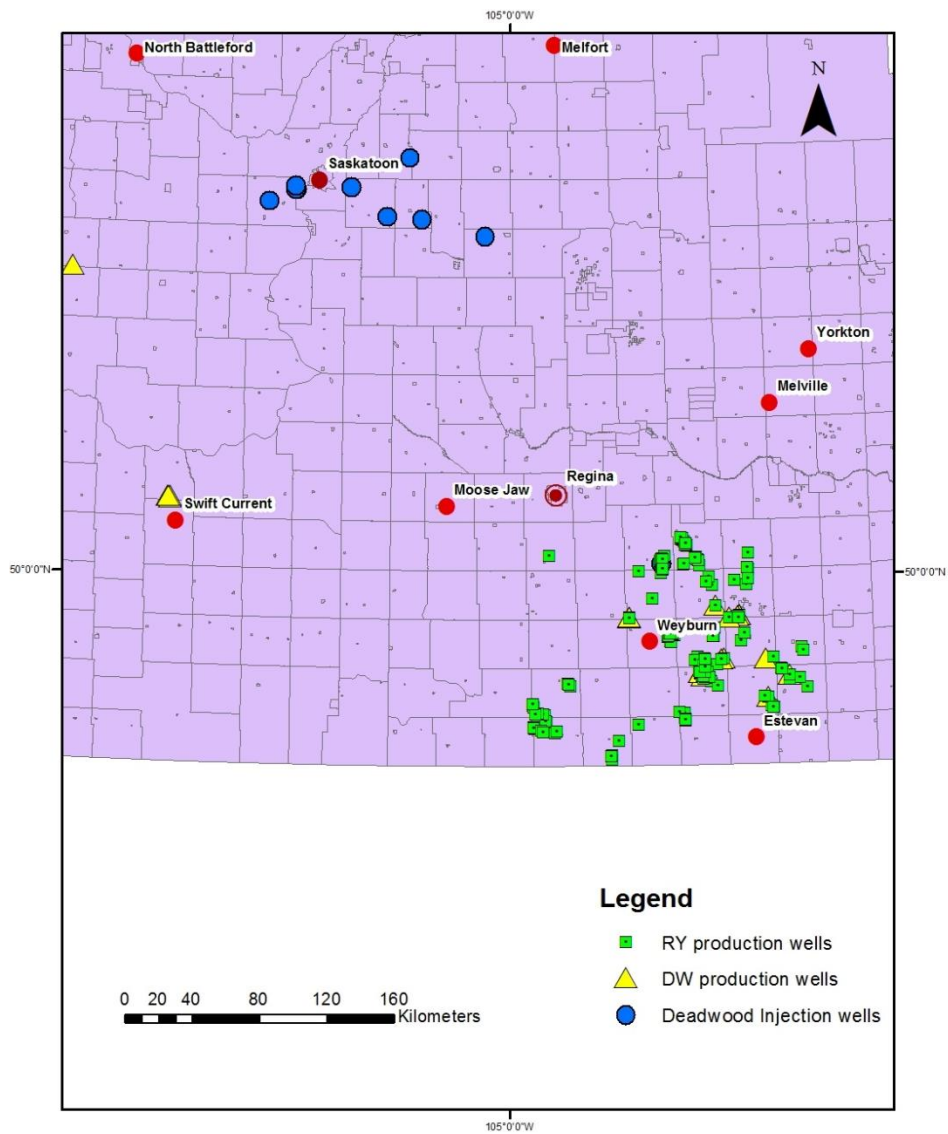 105°0'0"W
North Battleford
Melfort
N
Saskatoon
Yorkton
Melville
Regina
Moose Jaw
Swift Current
50°0'0"N
50°0'0"N
Weyburn
Estevan
Legend
RY production wells
DW production wells
0 20 40 80 120 160
Kilometers
Deadwood Injection wells
105°0'0"W